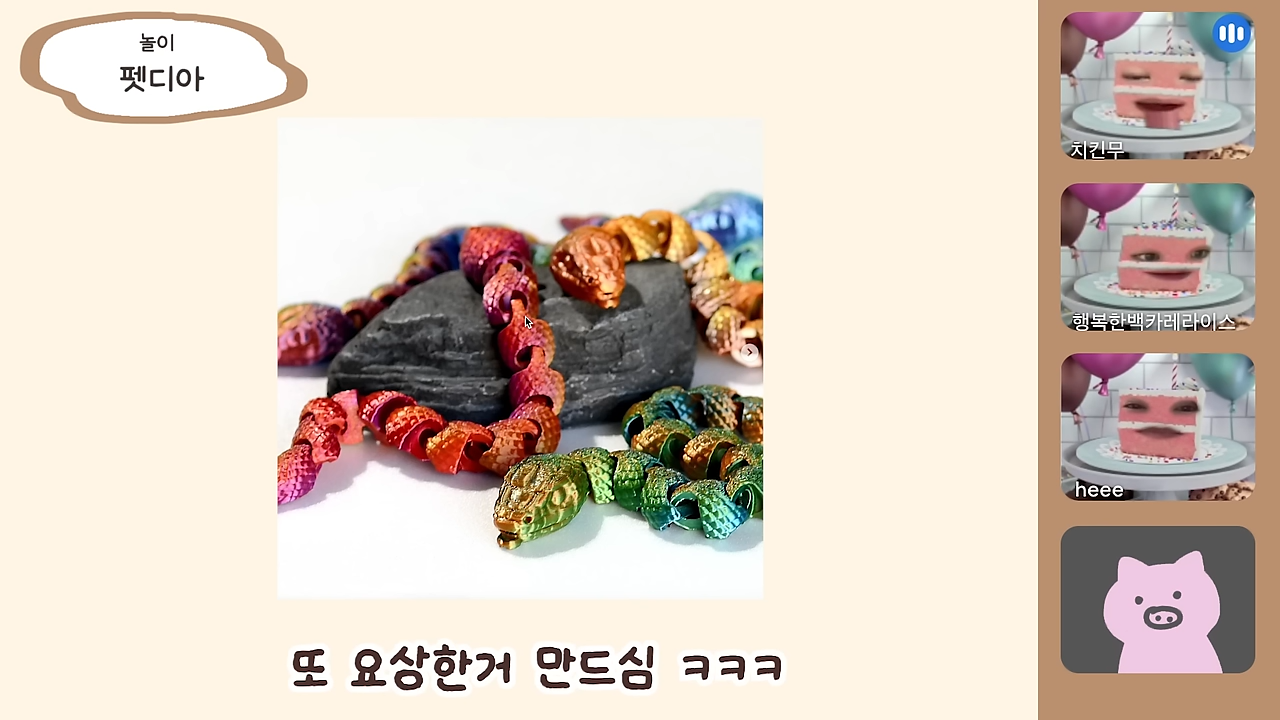 놀이
펫디아
치킨무
행복한백카레라이스
heee
또 요상한거 만드심 ㅋㅋㅋ